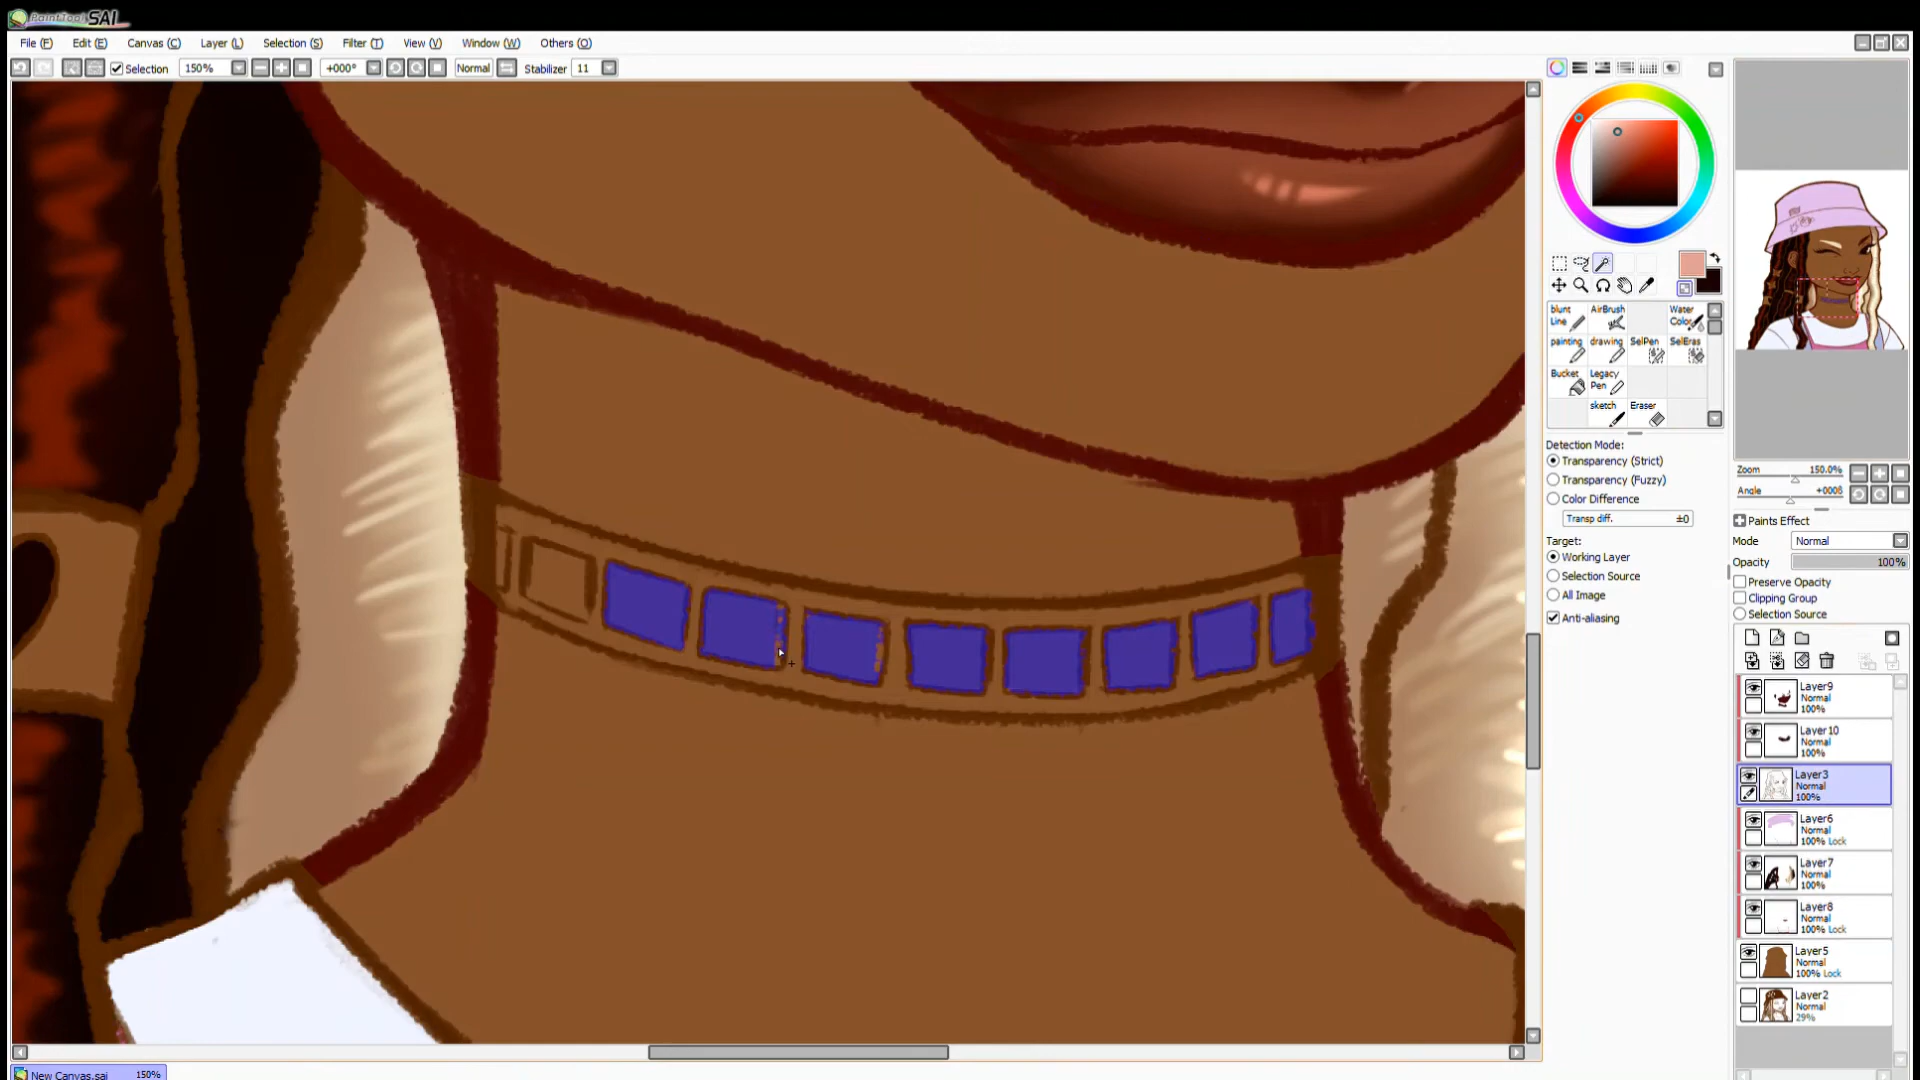 PaintTool SAI
File (F) Edit (E) Canvas (C) Layer (L) Selection (S) Filter (T) View (V) Window (W) Others (O)
Selection 150% +000° Normal Stabilizer 11
blunt Line AirBrush Water Color
painting drawing SelPen SelEras
Bucket Legacy Pen
sketch Eraser
Detection Mode:
Transparency (Strict)
Transparency (Fuzzy)
Color Difference
Transp diff. ±0
Target:
Working Layer
Selection Source
All Image
Anti-aliasing
Zoom 150.0%
Angle
Paints Effect
Mode Normal
Opacity 100%
Preserve Opacity
Clipping Group
Selection Source
Layer9
Normal
100%
Layer10
Normal
100%
Layer3
Normal
100%
Layer6
Normal
100% Lock
Layer7
Normal
100%
Layer8
Normal
100% Lock
Layer5
Normal
100% Lock
Layer2
Normal
29%
New Canvas.sai 150%